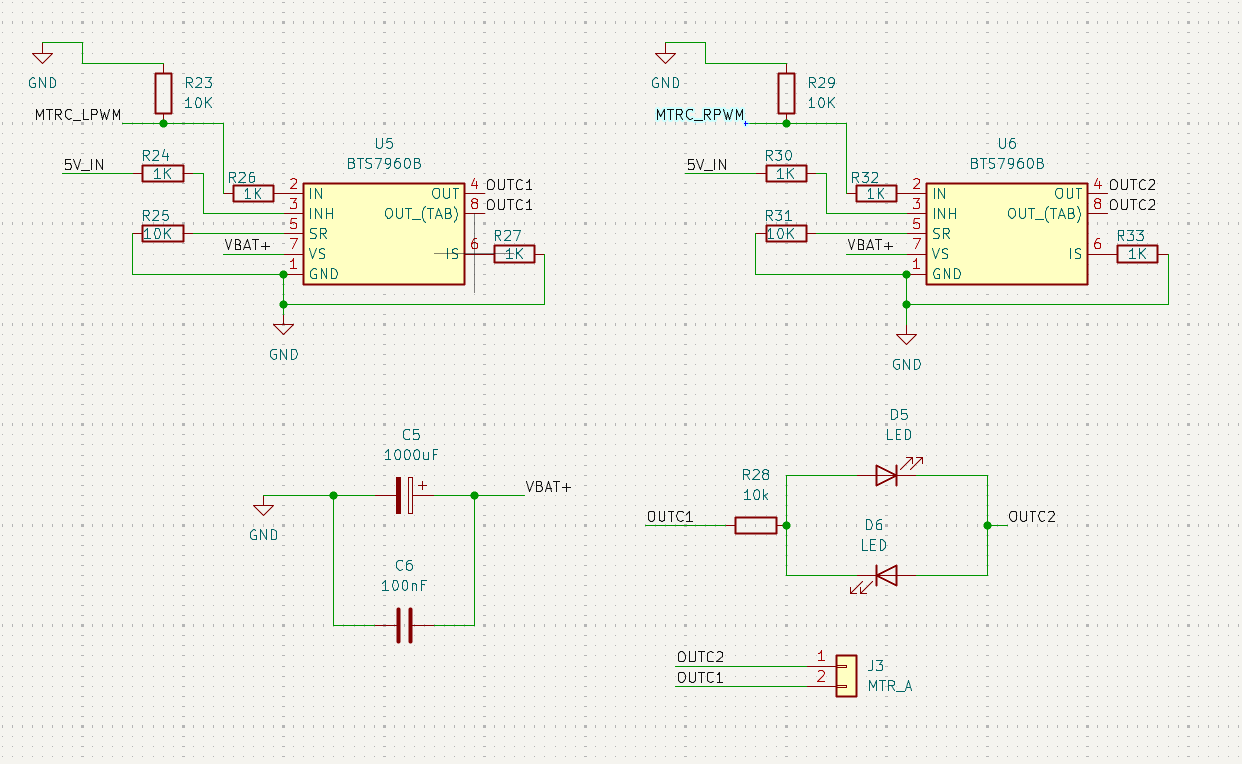 GND
R23
10K
MTRC_LPWM
U5
BTS7960B
5V_IN
R24
1K
R26
1K
R25
10K
VBAT+
2
3
5
7
1
IN
INH
SR
VS
GND
OUT
OUT_(TAB)
IS
4
8
6
OUTC1
OUTC1
R27
1K
GND
GND
R29
10K
MTRC_RPWM
U6
BTS7960B
5V_IN
R30
1K
R32
1K
R31
10K
VBAT+
2
3
5
7
1
IN
INH
SR
VS
GND
OUT
OUT_(TAB)
IS
4
8
6
OUTC2
OUTC2
R33
1K
GND
C5
1000uF
+
VBAT+
GND
C6
100nF
D5
LED
R28
10k
OUTC1
D6
LED
OUTC2
OUTC2
OUTC1
1
2
J3
MTR_A